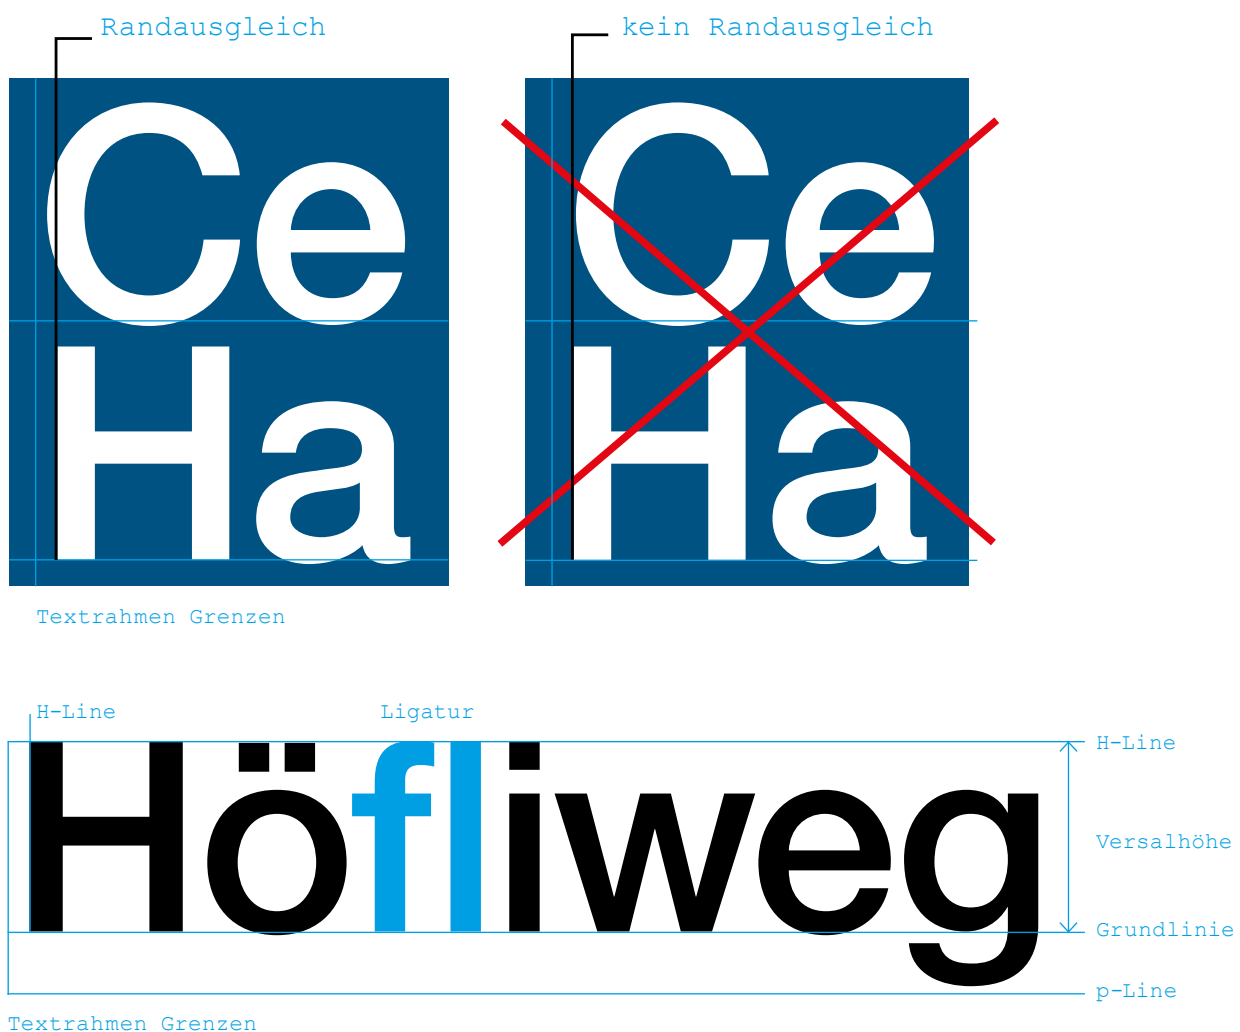 Randausgleich
kein Randausgleich
Ce
Ha
Ce
Ha
Textrahmen Grenzen
H-Line
Ligatur
H-Line
Höfliweg
Versalhöhe
Grundlinie
p-Line
Textrahmen Grenzen